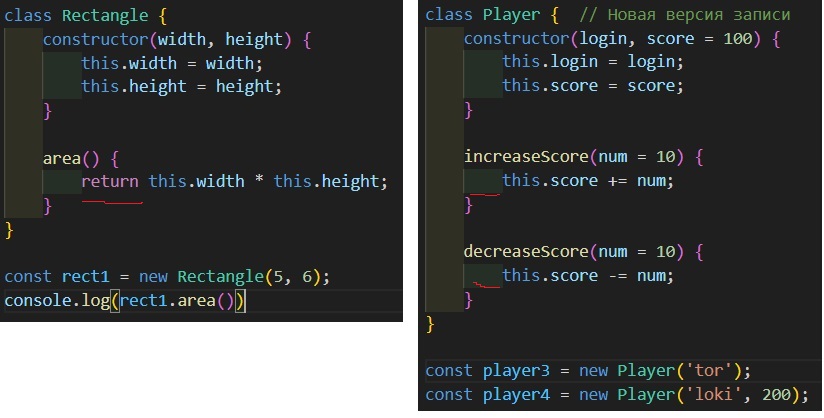 class Rectangle {
    constructor(width, height) {
        this.width = width;
        this.height = height;
    }

    area() {
        return this.width * this.height;
    }
}

const rect1 = new Rectangle(5, 6);
console.log(rect1.area())

class Player {  // Новая версия записи
    constructor(login, score = 100) {
        this.login = login;
        this.score = score;
    }

    increaseScore(num = 10) {
        this.score += num;
    }

    decreaseScore(num = 10) {
        this.score -= num;
    }
}

const player3 = new Player('tor');
const player4 = new Player('loki', 200);